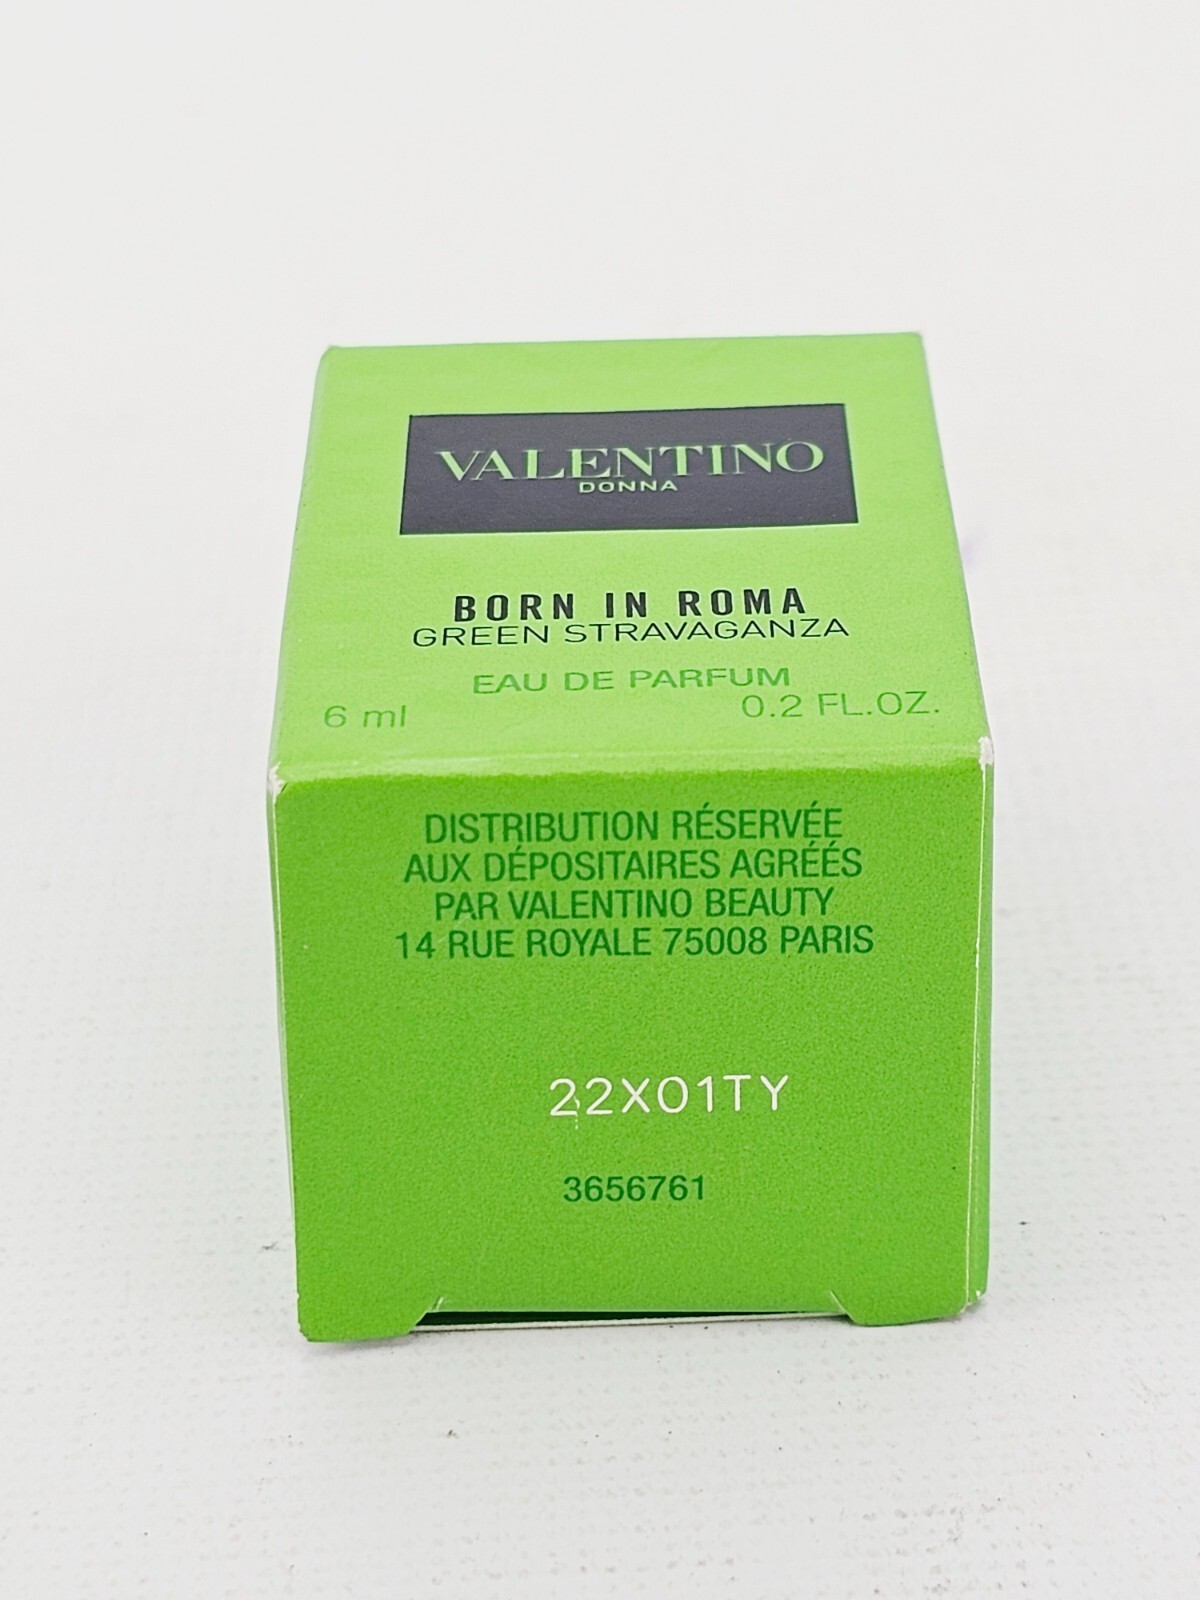 VALENTINO
DONNA
BORN IN ROMA
GREEN STRAVAGANZA
EAU DE PARFUM
6 ml 0.2 FL.OZ.
DISTRIBUTION RÉSERVÉE
AUX DÉPOSITAIRES AGRÉÉS
PAR VALENTINO BEAUTY
14 RUE ROYALE 75008 PARIS
22X01TY
3656761